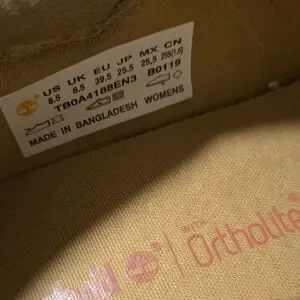 US UK EU JP MX CN
8.5 6.5 39.5 25.5 25.5 255(1.5)
TB0A4188EN3 B0119
MADE IN BANGLADESH WOMENS
WITH
Ortholite